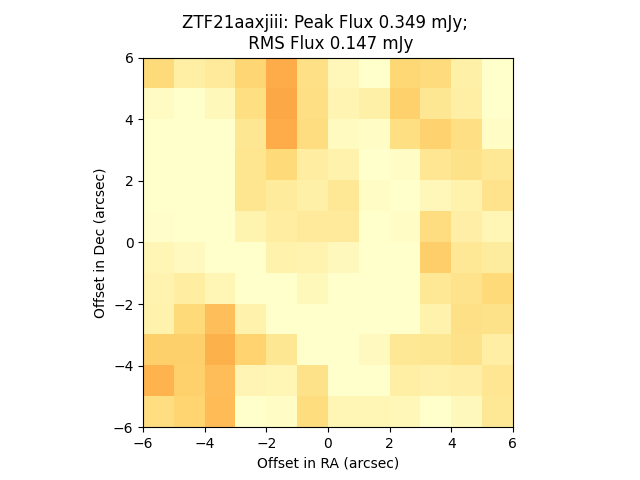 ZTF21aaxjiii: Peak Flux 0.349 mJy;
RMS Flux 0.147 mJy
6
4
2
0
−2
−4
−6
Offset in Dec (arcsec)
−6 −4 −2 0 2 4 6
Offset in RA (arcsec)